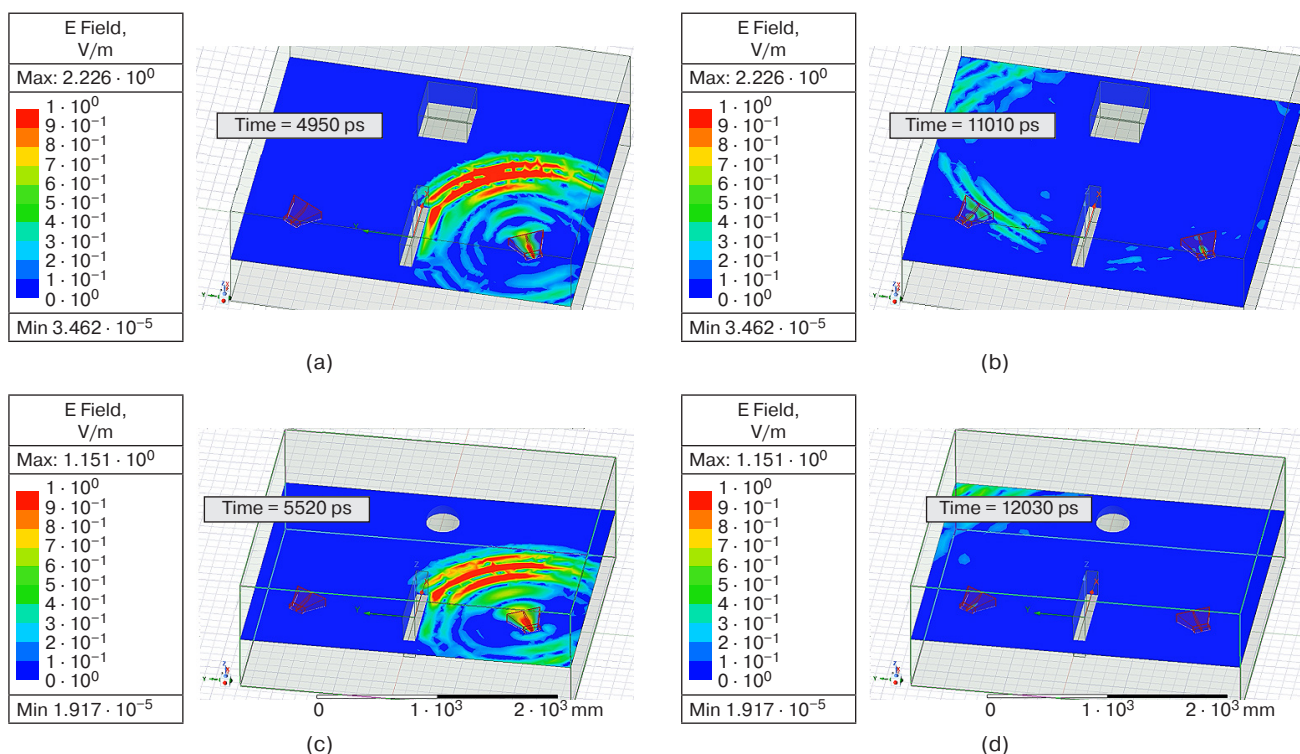 E Field,
V/m
Max: 2.226 · 10⁰
1 · 10⁰
9 · 10⁻¹
8 · 10⁻¹
7 · 10⁻¹
6 · 10⁻¹
5 · 10⁻¹
4 · 10⁻¹
3 · 10⁻¹
2 · 10⁻¹
1 · 10⁻¹
0 · 10⁰
Min 3.462 · 10⁻⁵
Time = 4950 ps
(a)
E Field,
V/m
Max: 2.226 · 10⁰
1 · 10⁰
9 · 10⁻¹
8 · 10⁻¹
7 · 10⁻¹
6 · 10⁻¹
5 · 10⁻¹
4 · 10⁻¹
3 · 10⁻¹
2 · 10⁻¹
1 · 10⁻¹
0 · 10⁰
Min 3.462 · 10⁻⁵
Time = 11010 ps
(b)
E Field,
V/m
Max: 1.151 · 10⁰
1 · 10⁰
9 · 10⁻¹
8 · 10⁻¹
7 · 10⁻¹
6 · 10⁻¹
5 · 10⁻¹
4 · 10⁻¹
3 · 10⁻¹
2 · 10⁻¹
1 · 10⁻¹
0 · 10⁰
Min 1.917 · 10⁻⁵
Time = 5520 ps
0 1 · 10³ 2 · 10³ mm
(c)
E Field,
V/m
Max: 1.151 · 10⁰
1 · 10⁰
9 · 10⁻¹
8 · 10⁻¹
7 · 10⁻¹
6 · 10⁻¹
5 · 10⁻¹
4 · 10⁻¹
3 · 10⁻¹
2 · 10⁻¹
1 · 10⁻¹
0 · 10⁰
Min 1.917 · 10⁻⁵
Time = 12030 ps
0 1 · 10³ 2 · 10³ mm
(d)